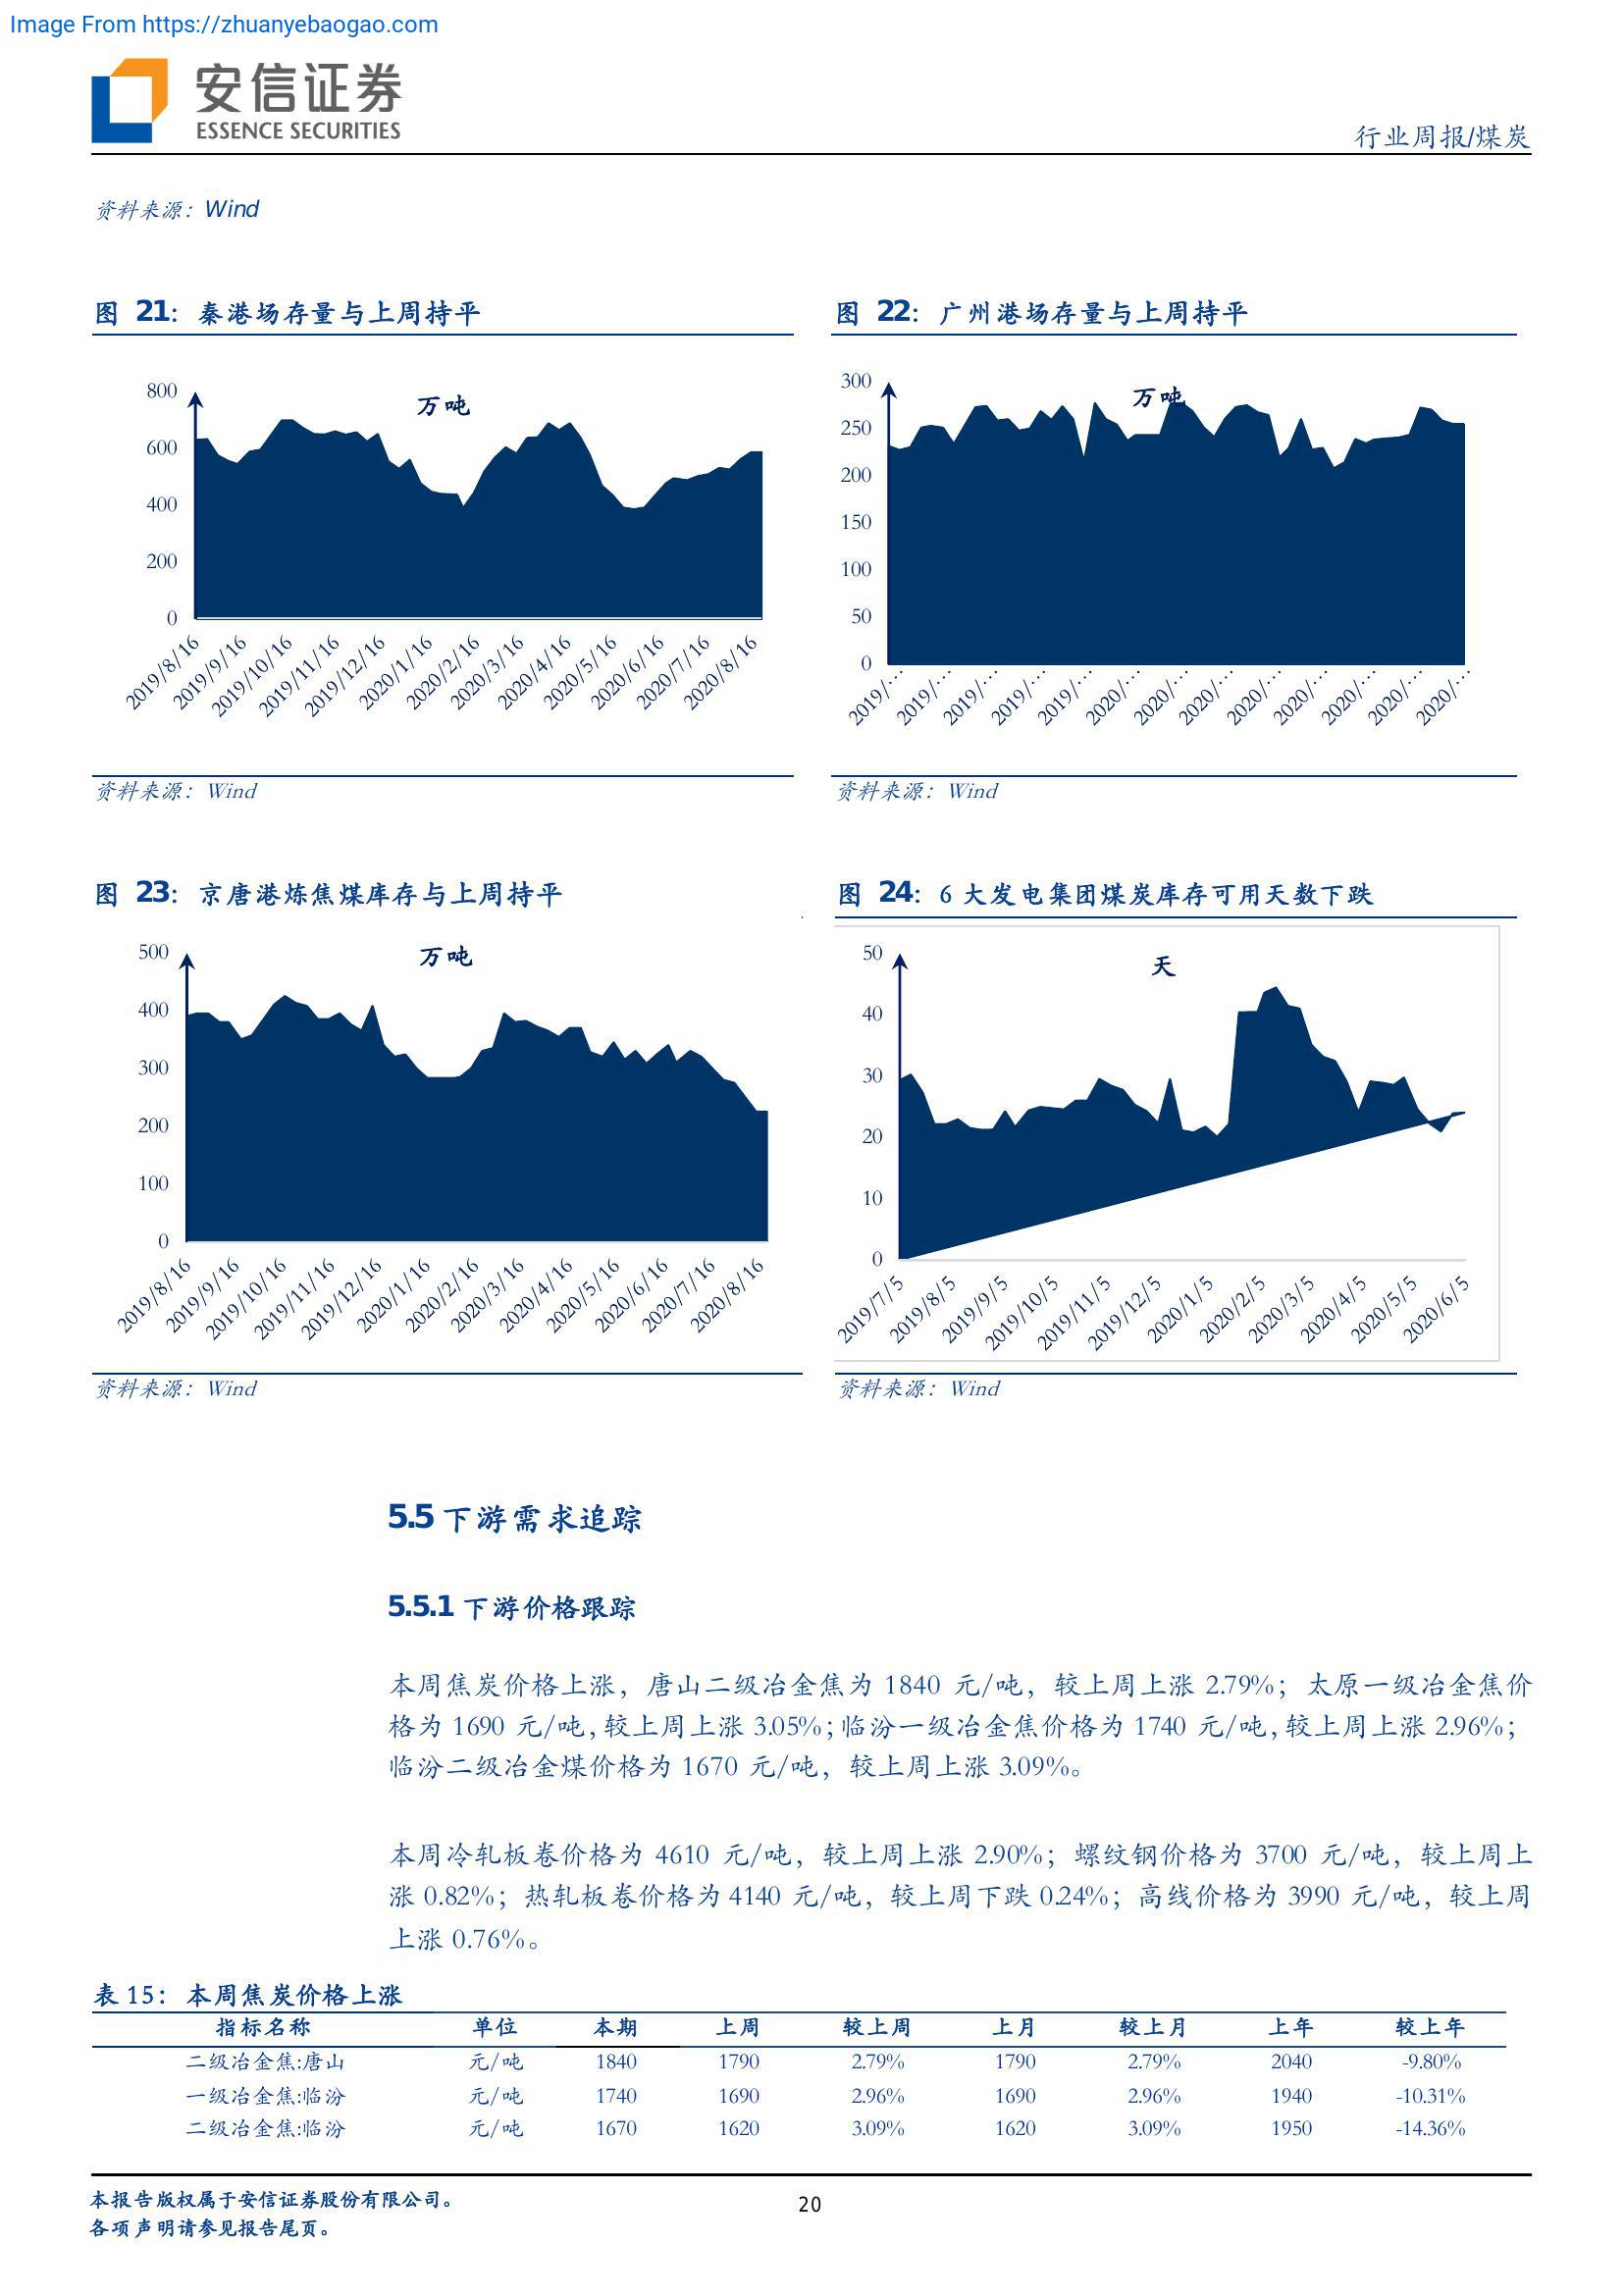 Image From https://zhuanyebaogao.com
安信证券
ESSENCE SECURITIES
行业周报/煤炭
资料来源：Wind
图 21：秦港场存量与上周持平
800
600
400
200
0
万吨
2019/8/16
2019/9/16
2019/10/16
2019/11/16
2019/12/16
2020/1/16
2020/2/16
2020/3/16
2020/4/16
2020/5/16
2020/6/16
2020/7/16
2020/8/16
资料来源：Wind
图 22：广州港场存量与上周持平
300
250
200
150
100
50
0
万吨
2019/…
2019/…
2019/…
2019/…
2019/…
2020/…
2020/…
2020/…
2020/…
2020/…
2020/…
2020/…
2020/…
资料来源：Wind
图 23：京唐港炼焦煤库存与上周持平
500
400
300
200
100
0
万吨
2019/8/16
2019/9/16
2019/10/16
2019/11/16
2019/12/16
2020/1/16
2020/2/16
2020/3/16
2020/4/16
2020/5/16
2020/6/16
2020/7/16
2020/8/16
资料来源：Wind
图 24：6 大发电集团煤炭库存可用天数下跌
50
40
30
20
10
0
天
2019/7/5
2019/8/5
2019/9/5
2019/10/5
2019/11/5
2019/12/5
2020/1/5
2020/2/5
2020/3/5
2020/4/5
2020/5/5
2020/6/5
资料来源：Wind
5.5 下游需求追踪
5.5.1 下游价格跟踪
本周焦炭价格上涨，唐山二级冶金焦为 1840 元/吨，较上周上涨 2.79%；太原一级冶金焦价
格为 1690 元/吨，较上周上涨 3.05%；临汾一级冶金焦价格为 1740 元/吨，较上周上涨 2.96%；
临汾二级冶金煤价格为 1670 元/吨，较上周上涨 3.09%。
本周冷轧板卷价格为 4610 元/吨，较上周上涨 2.90%；螺纹钢价格为 3700 元/吨，较上周上
涨 0.82%；热轧板卷价格为 4140 元/吨，较上周下跌 0.24%；高线价格为 3990 元/吨，较上周
上涨 0.76%。
表 15：本周焦炭价格上涨
指标名称 单位 本期 上周 较上周 上月 较上月 上年 较上年
二级冶金焦:唐山 元/吨 1840 1790 2.79% 1790 2.79% 2040 -9.80%
一级冶金焦:临汾 元/吨 1740 1690 2.96% 1690 2.96% 1940 -10.31%
二级冶金焦:临汾 元/吨 1670 1620 3.09% 1620 3.09% 1950 -14.36%
本报告版权属于安信证券股份有限公司。
各项声明请参见报告尾页。
20